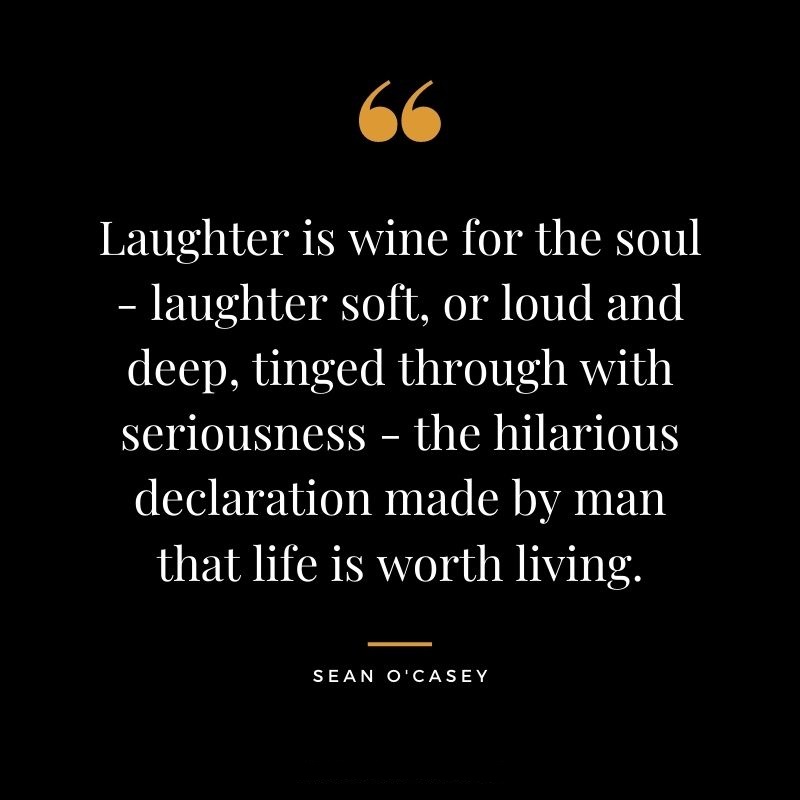 “
Laughter is wine for the soul
- laughter soft, or loud and
deep, tinged through with
seriousness - the hilarious
declaration made by man
that life is worth living.
SEAN O'CASEY